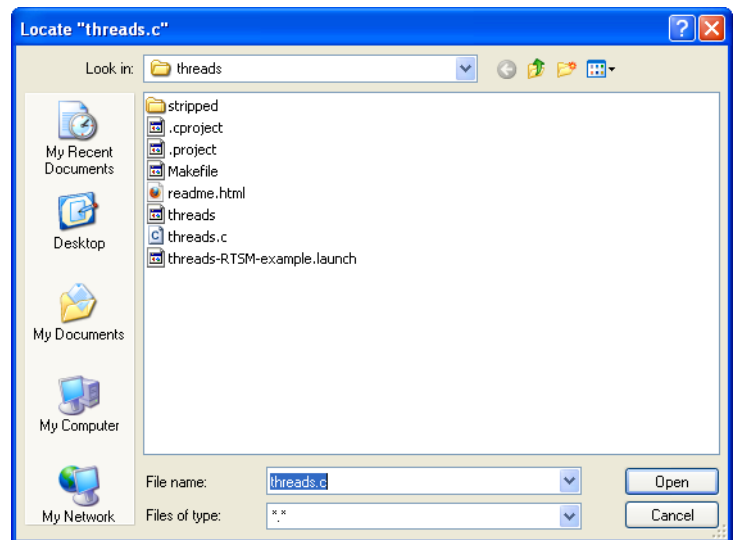 Locate "threads.c"
Look in: threads
stripped
.cproject
.project
Makefile
readme.html
threads
threads.c
threads-RTSM-example.launch
My Recent
Documents
Desktop
My Documents
My Computer
My Network
File name: threads.c Open
Files of type: *.* Cancel